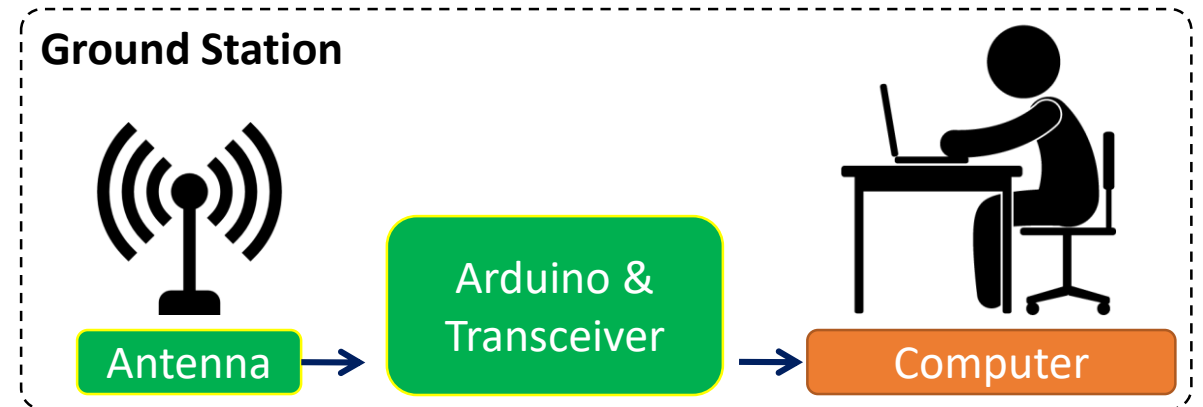 Ground Station
Arduino &
Transceiver
Antenna
Computer